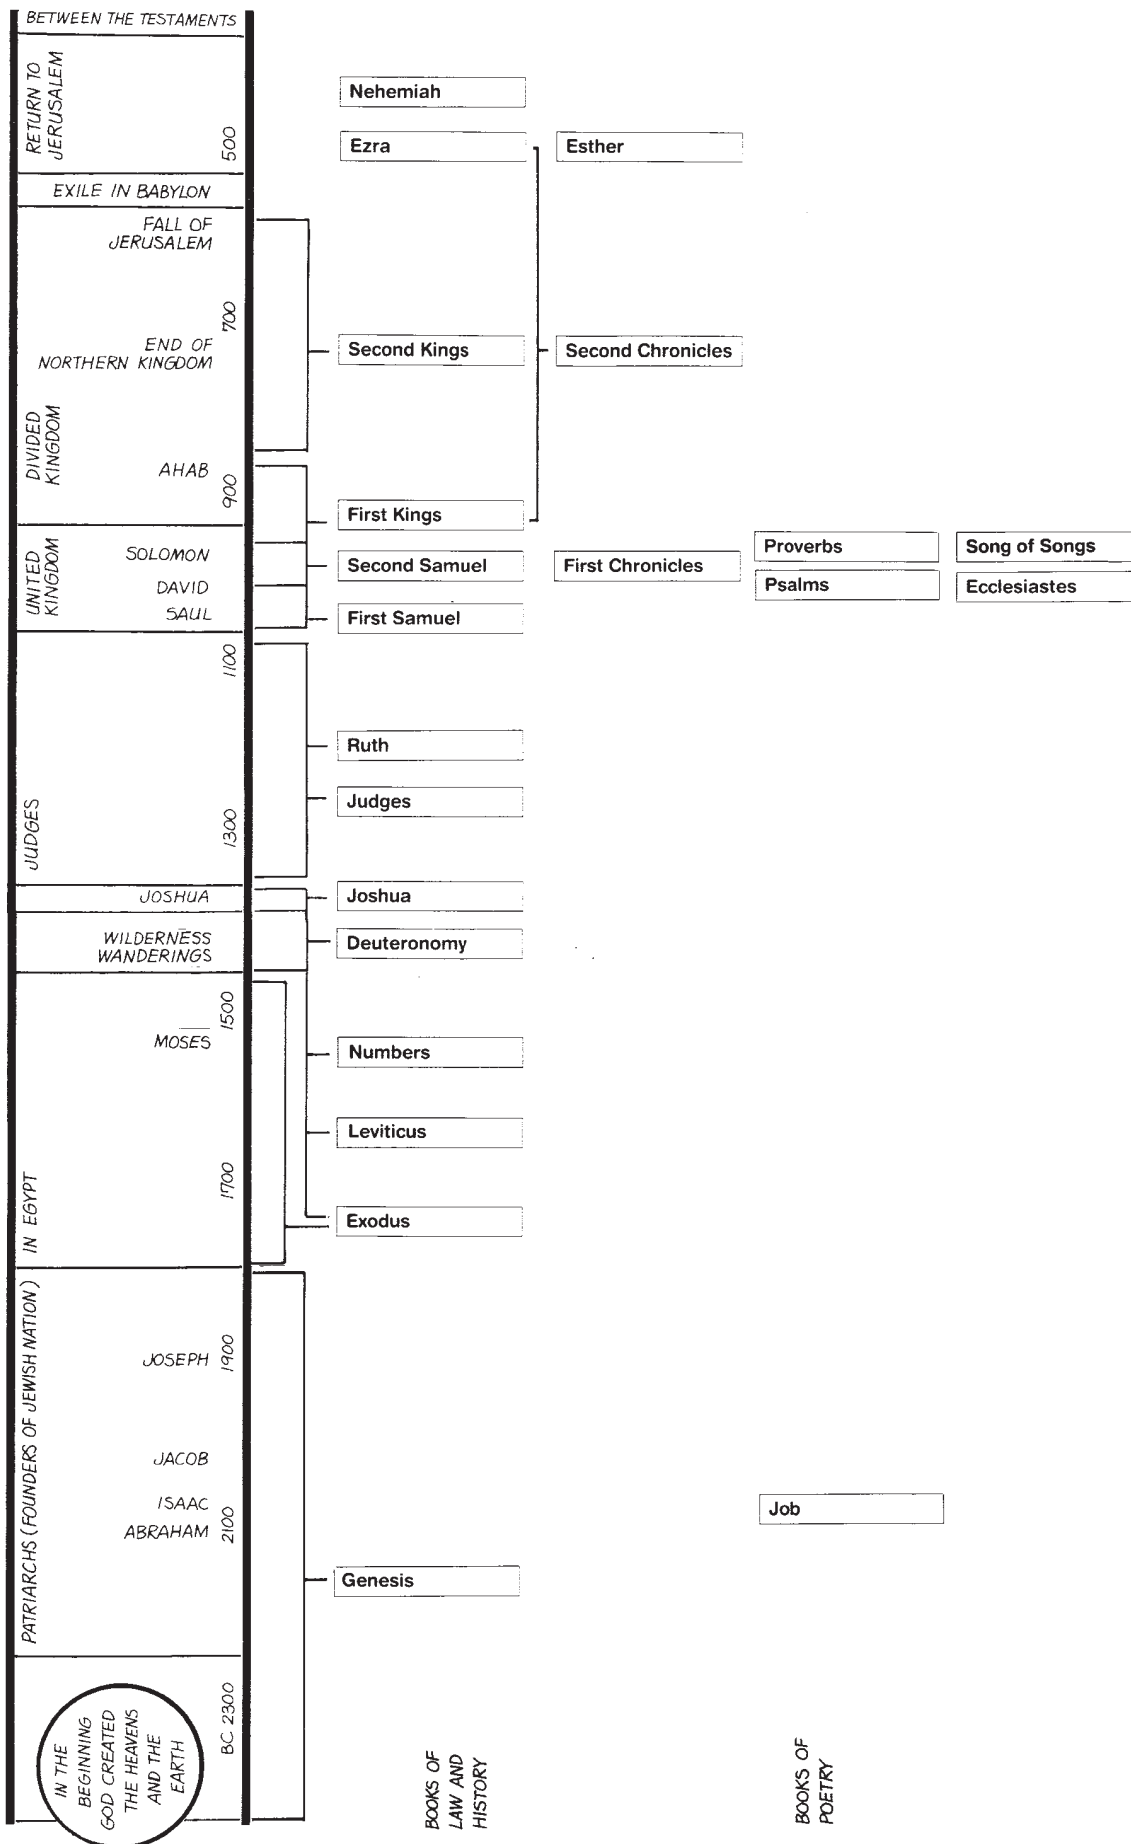 BETWEEN THE TESTAMENTS
RETURN TO
JERUSALEM
500
Nehemiah
Ezra
Esther
EXILE IN BABYLON
FALL OF
JERUSALEM
700
END OF
NORTHERN KINGDOM
Second Kings
Second Chronicles
DIVIDED
KINGDOM
AHAB
900
First Kings
UNITED
KINGDOM
SOLOMON
DAVID
SAUL
Second Samuel
First Chronicles
Proverbs
Song of Songs
Psalms
Ecclesiastes
First Samuel
1100
Ruth
Judges
JUDGES
1300
JOSHUA
Joshua
WILDERNESS
WANDERINGS
Deuteronomy
1500
MOSES
Numbers
Leviticus
1700
IN EGYPT
Exodus
PATRIARCHS (FOUNDERS OF JEWISH NATION)
JOSEPH
1900
JACOB
ISAAC
ABRAHAM
2100
Job
Genesis
BC 2300
IN THE
BEGINNING
GOD CREATED
THE HEAVENS
AND THE
EARTH
BOOKS OF
LAW AND
HISTORY
BOOKS OF
POETRY